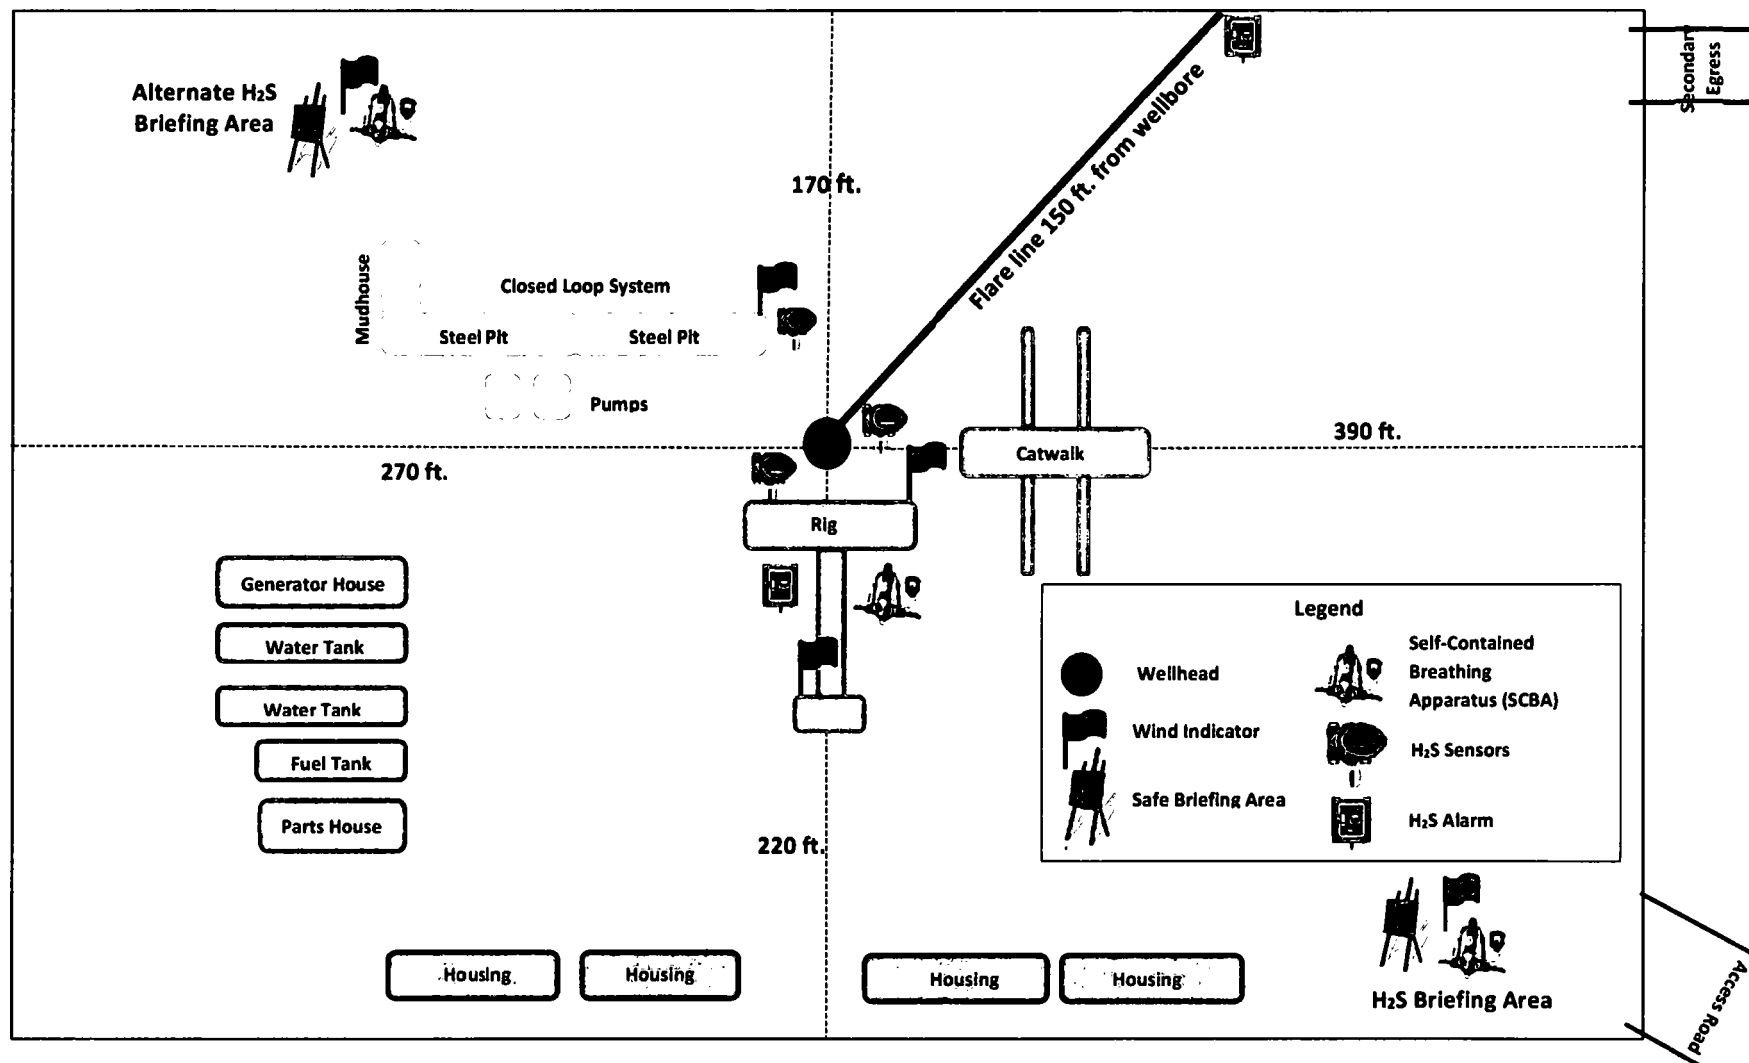 Alternate H₂S
Briefing Area
Secondary
Egress
170 ft.
Flare line 150 ft. from wellbore
Mudhouse
Closed Loop System
Steel Pit
Steel Pit
Pumps
390 ft.
Catwalk
270 ft.
Rig
Generator House
Water Tank
Water Tank
Fuel Tank
Parts House
220 ft.
Legend
Wellhead
Wind Indicator
Safe Briefing Area
Self-Contained
Breathing
Apparatus (SCBA)
H₂S Sensors
H₂S Alarm
Housing
Housing
Housing
Housing
H₂S Briefing Area
Access Road